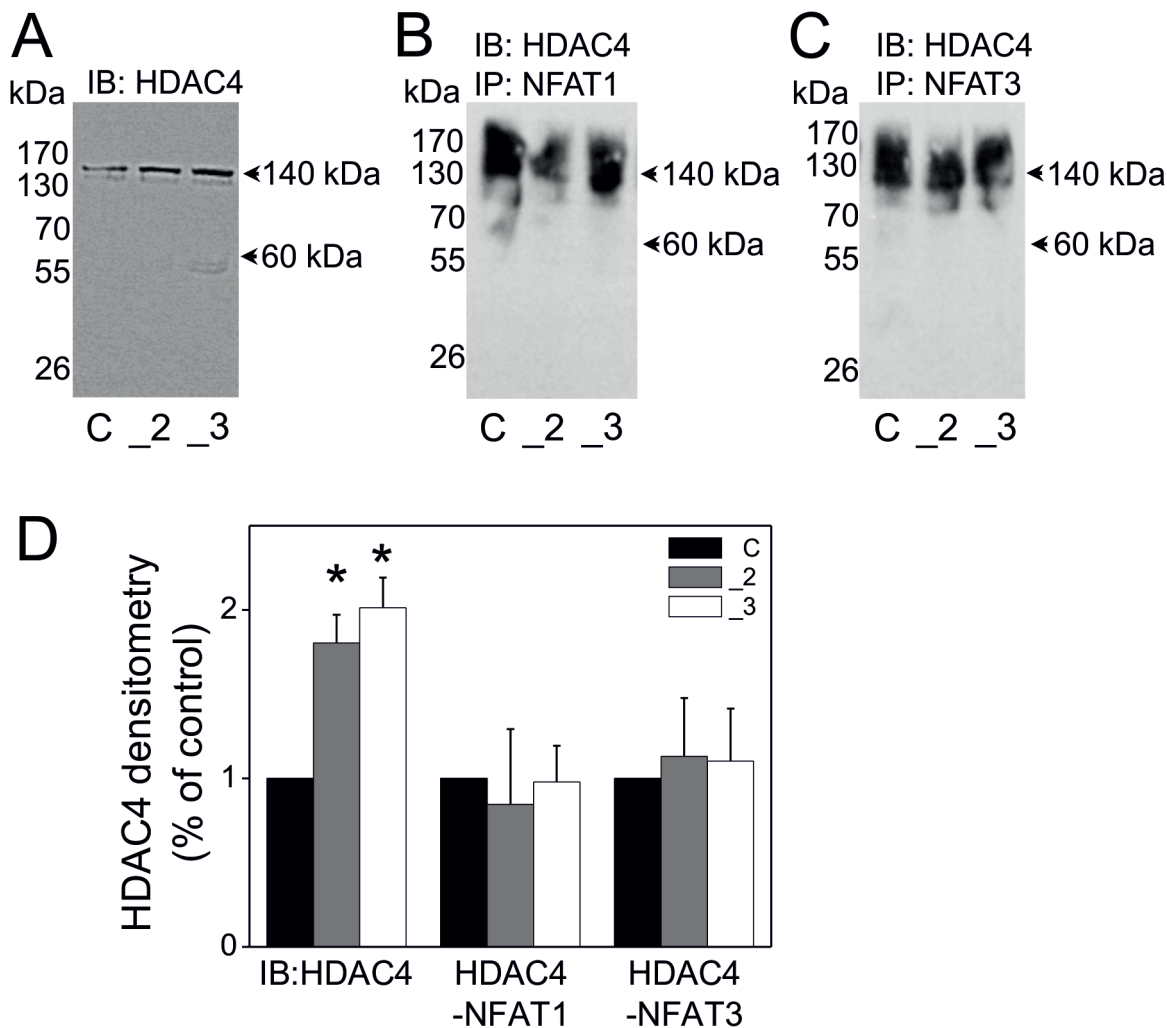 A
IB: HDAC4
kDa
170
130
70
55
26
140 kDa
60 kDa
C _2 _3
B
IB: HDAC4
IP: NFAT1
kDa
170
130
70
55
26
140 kDa
60 kDa
C _2 _3
C
IB: HDAC4
IP: NFAT3
kDa
170
130
70
55
26
140 kDa
60 kDa
C _2 _3
D
HDAC4 densitometry
(% of control)
2
1
0
* *
C
_2
_3
IB:HDAC4
HDAC4
-NFAT1
HDAC4
-NFAT3